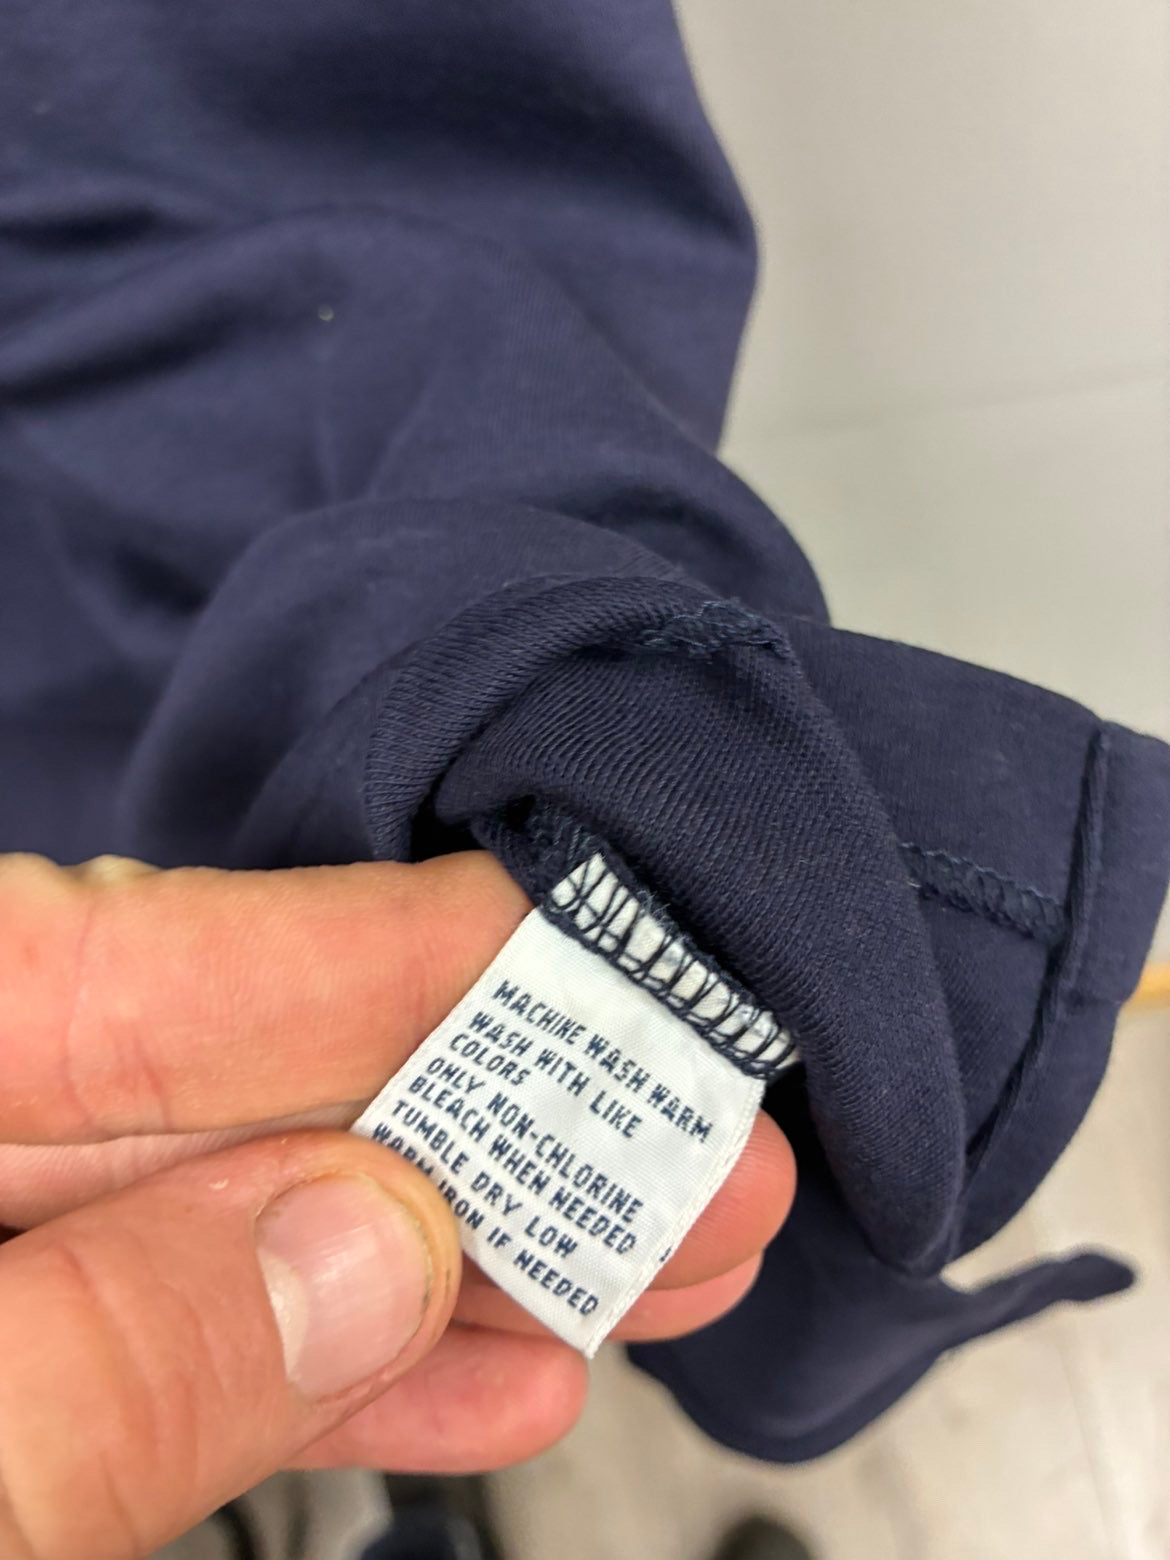 MACHINE WASH WARM
WASH WITH LIKE
COLORS
ONLY NON-CHLORINE
BLEACH WHEN NEEDED
TUMBLE DRY LOW
WARM IRON IF NEEDED